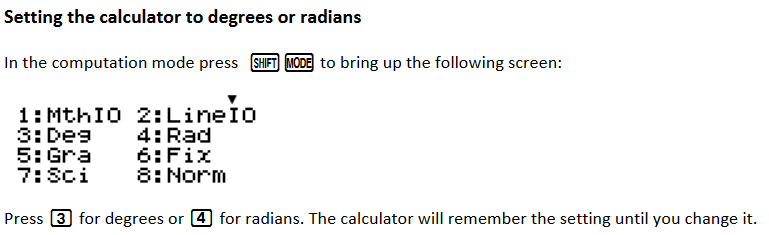 Setting the calculator to degrees or radians
In the computation mode press SHIFT MODE to bring up the following screen:
1:MthIO 2:LineIO
3:Deg 4:Rad
5:Gra 6:Fix
7:Sci 8:Norm
Press 3 for degrees or 4 for radians. The calculator will remember the setting until you change it.